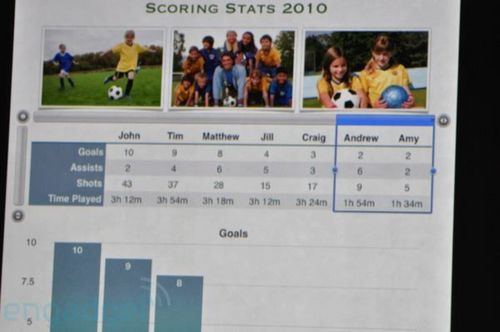 SCORING STATS 2010
John Tim Matthew Jill Craig Andrew Amy
Goals 10 9 8 4 3 2 2
Assists 2 4 6 5 3 6 2
Shots 43 37 28 15 17 9 5
Time Played 3h 12m 3h 54m 3h 18m 3h 12m 3h 24m 1h 54m 1h 34m
Goals
10
10
9
8
7.5
5
engadget